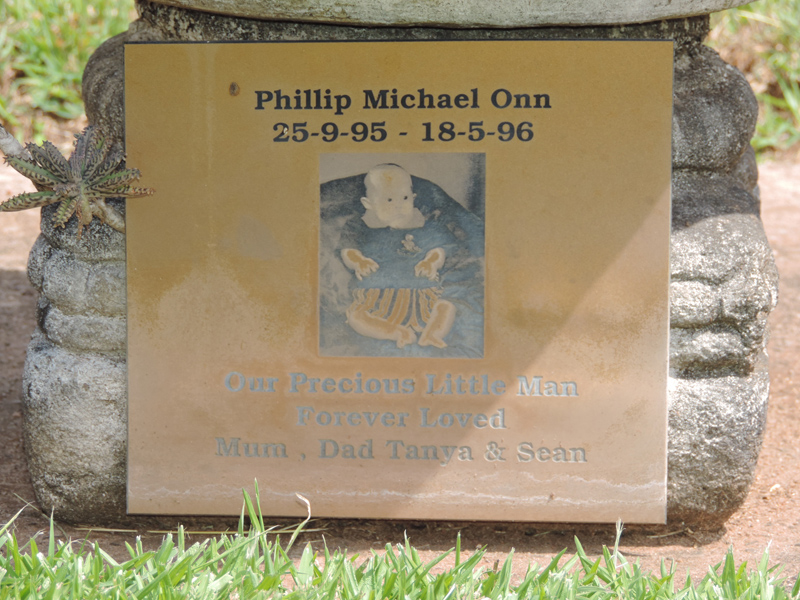 Phillip Michael Onn
25-9-95 - 18-5-96
Our Precious Little Man
Forever Loved
Mum , Dad Tanya & Sean